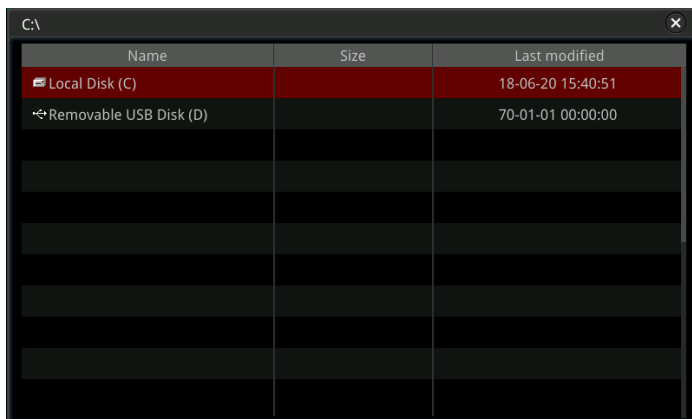 C:\
Name Size Last modified
Local Disk (C) 18-06-20 15:40:51
Removable USB Disk (D) 70-01-01 00:00:00